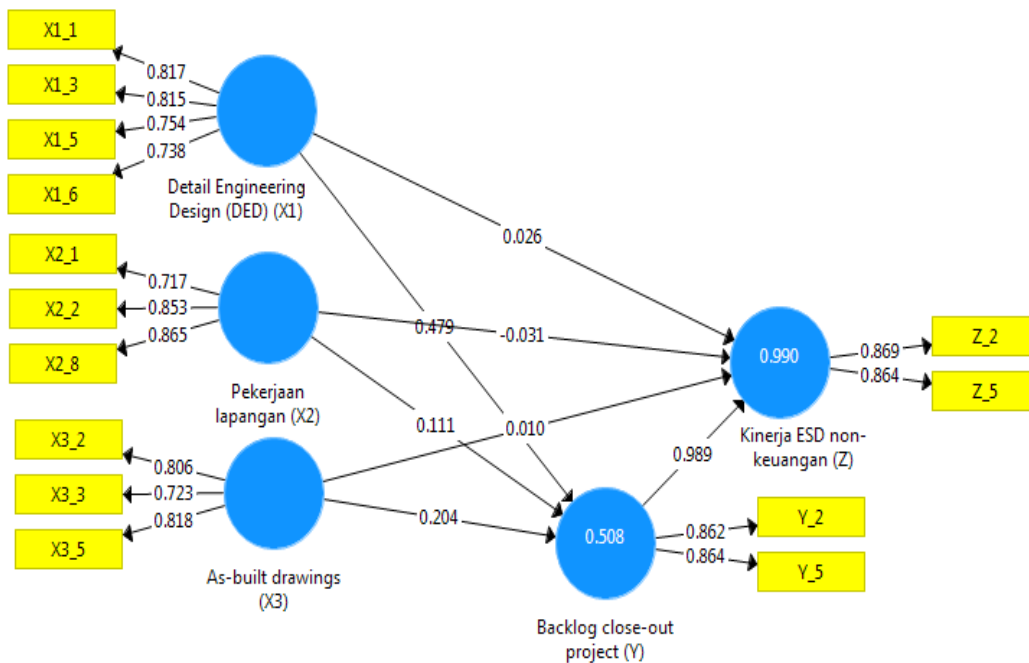 X1_1
0.817
X1_3
0.815
X1_5
0.754
0.738
X1_6
Detail Engineering
Design (DED) (X1)
0.026
X2_1
0.717
X2_2
0.853
0.865
X2_8
0.479
-0.031
0.990
0.869
Z_2
0.864
Z_5
Pekerjaan
lapangan (X2)
0.111
0.010
Kinerja ESD non-
keuangan (Z)
0.989
X3_2
0.806
X3_3
0.723
0.818
X3_5
0.204
As-built drawings
(X3)
0.508
0.862
Y_2
0.864
Y_5
Backlog close-out
project (Y)